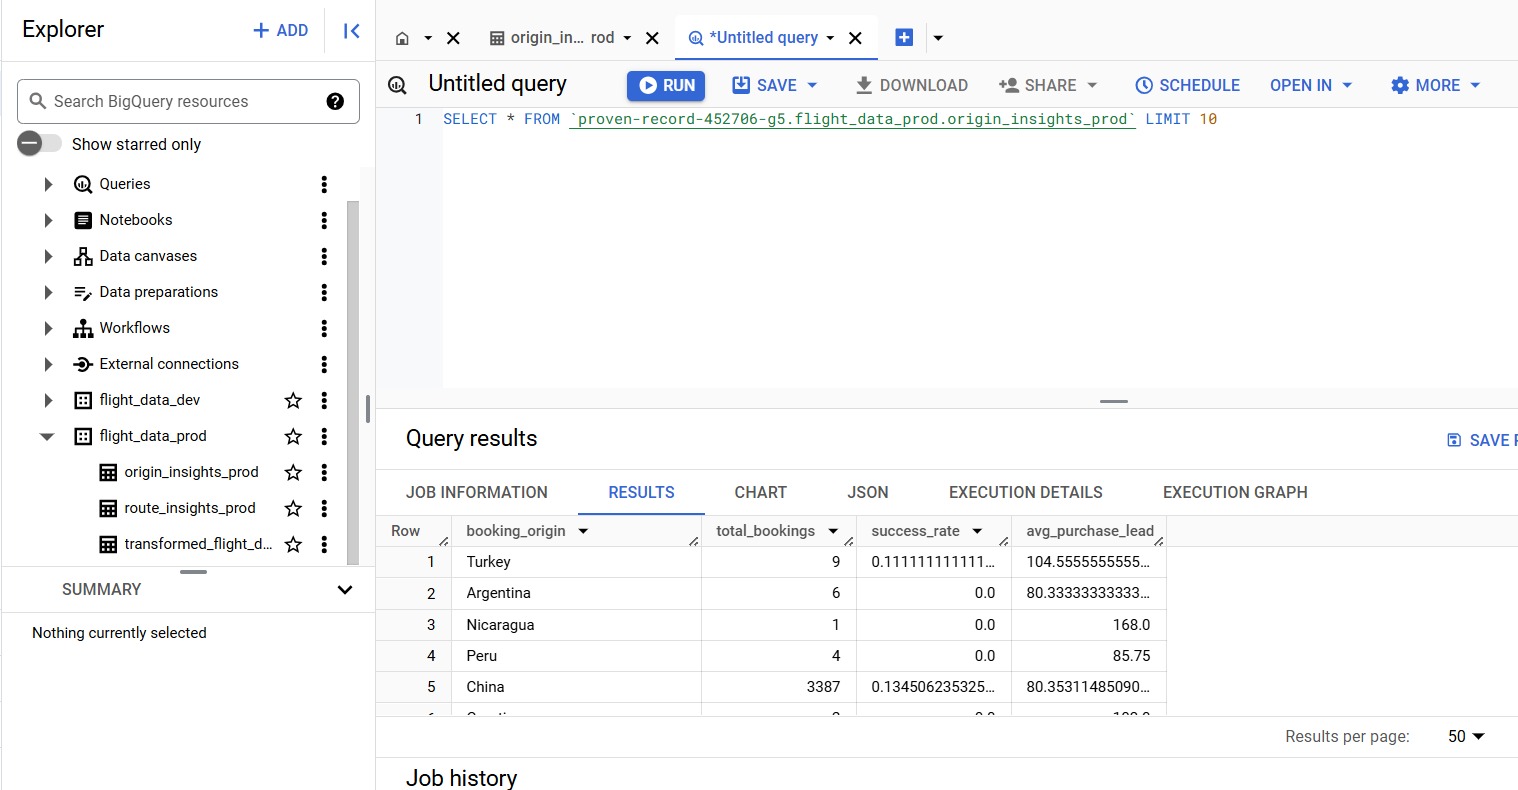 Explorer
+ ADD
Search BigQuery resources
Show starred only
Queries
Notebooks
Data canvases
Data preparations
Workflows
External connections
flight_data_dev
flight_data_prod
origin_insights_prod
route_insights_prod
transformed_flight_d...
SUMMARY
Nothing currently selected
origin_in... rod
*Untitled query
Untitled query
RUN
SAVE
DOWNLOAD
SHARE
SCHEDULE
OPEN IN
MORE
1 SELECT * FROM `proven-record-452706-g5.flight_data_prod.origin_insights_prod` LIMIT 10
Query results
SAVE
JOB INFORMATION RESULTS CHART JSON EXECUTION DETAILS EXECUTION GRAPH
Row booking_origin total_bookings success_rate avg_purchase_lead
1 Turkey 9 0.111111111111... 104.5555555555...
2 Argentina 6 0.0 80.33333333333...
3 Nicaragua 1 0.0 168.0
4 Peru 4 0.0 85.75
5 China 3387 0.134506235325... 80.35311485090...
Results per page: 50
Job history